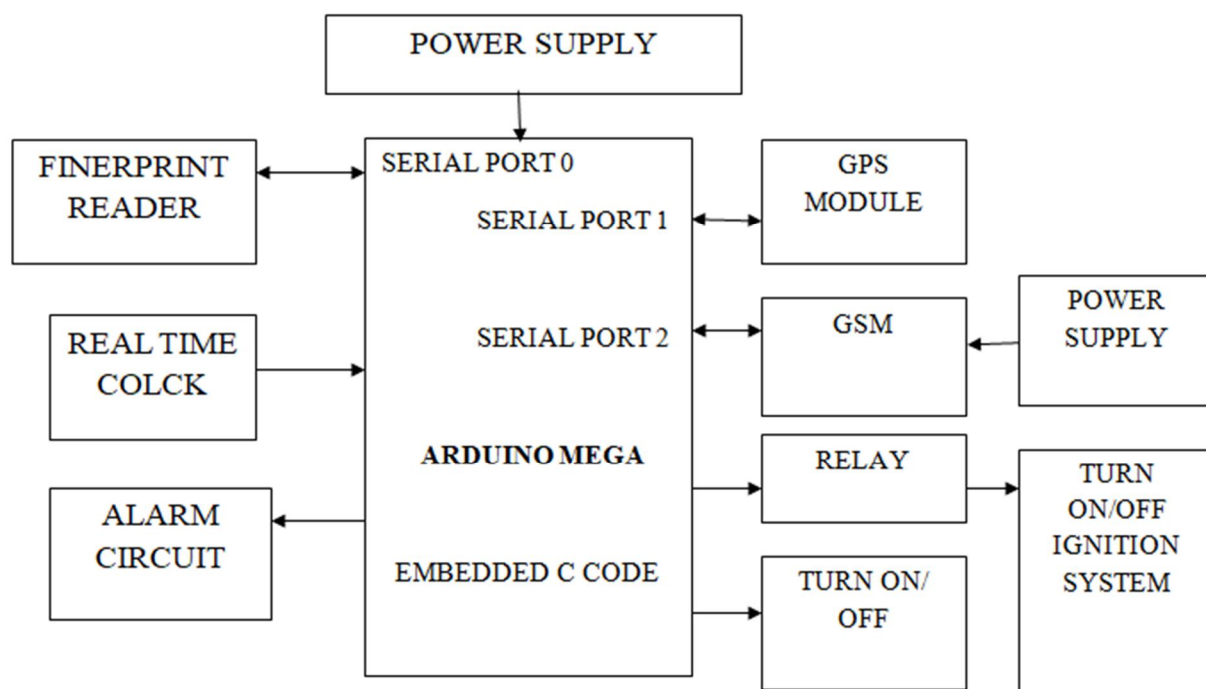 POWER SUPPLY
FINERPRINT
READER
SERIAL PORT 0
SERIAL PORT 1
GPS
MODULE
REAL TIME
COLCK
SERIAL PORT 2
GSM
POWER
SUPPLY
ARDUINO MEGA
RELAY
TURN
ON/OFF
IGNITION
SYSTEM
ALARM
CIRCUIT
EMBEDDED C CODE
TURN ON/
OFF